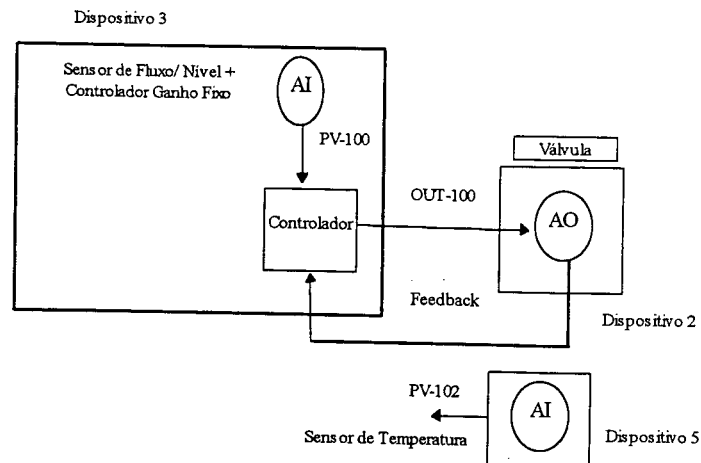 Dispositivo 3
Sensor de Fluxo/ Nível +
Controlador Ganho Fixo
AI
PV-100
Válvula
Controlador
OUT-100
AO
Feedback
Dispositivo 2
PV-102
AI
Sensor de Temperatura
Dispositivo 5